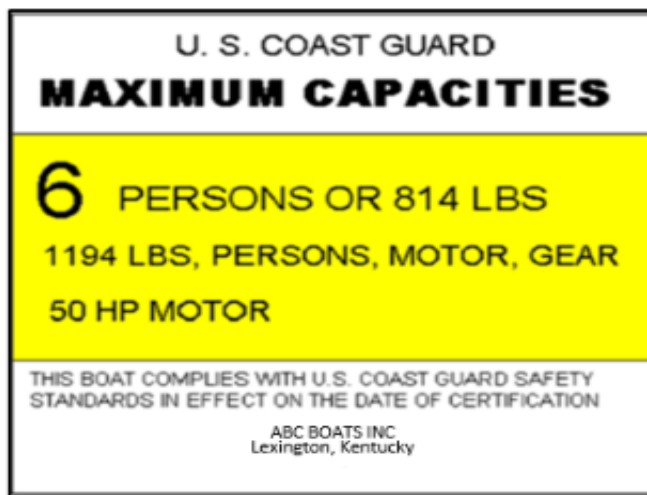 U. S. COAST GUARD
MAXIMUM CAPACITIES
6 PERSONS OR 814 LBS
1194 LBS, PERSONS, MOTOR, GEAR
50 HP MOTOR
THIS BOAT COMPLIES WITH U.S. COAST GUARD SAFETY
STANDARDS IN EFFECT ON THE DATE OF CERTIFICATION
ABC BOATS INC
Lexington, Kentucky